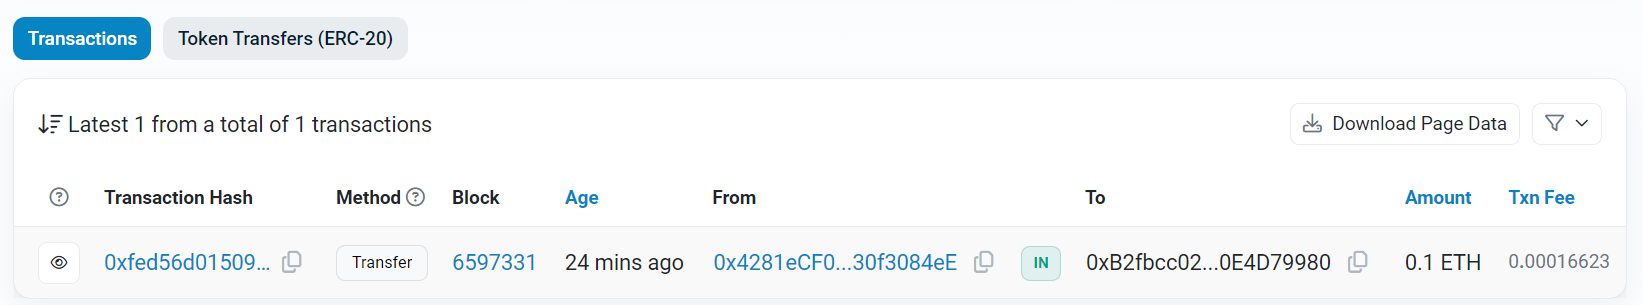 Transactions Token Transfers (ERC-20)
Latest 1 from a total of 1 transactions Download Page Data
Transaction Hash Method Block Age From To Amount Txn Fee
0xfed56d01509... Transfer 6597331 24 mins ago 0x4281eCF0...30f3084eE IN 0xB2fbcc02...0E4D79980 0.1 ETH 0.00016623